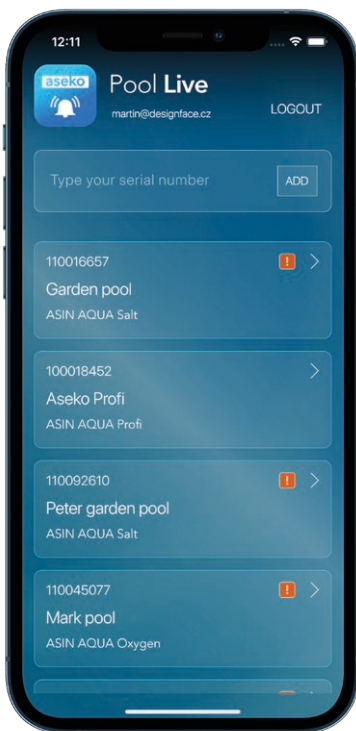 12:11
aseko
Pool Live
martin@designface.cz
LOGOUT
Type your serial number
ADD
110016657
!
Garden pool
ASIN AQUA Salt
100018452
Aseko Profi
ASIN AQUA Profi
110092610
!
Peter garden pool
ASIN AQUA Salt
110045077
!
Mark pool
ASIN AQUA Oxygen
!